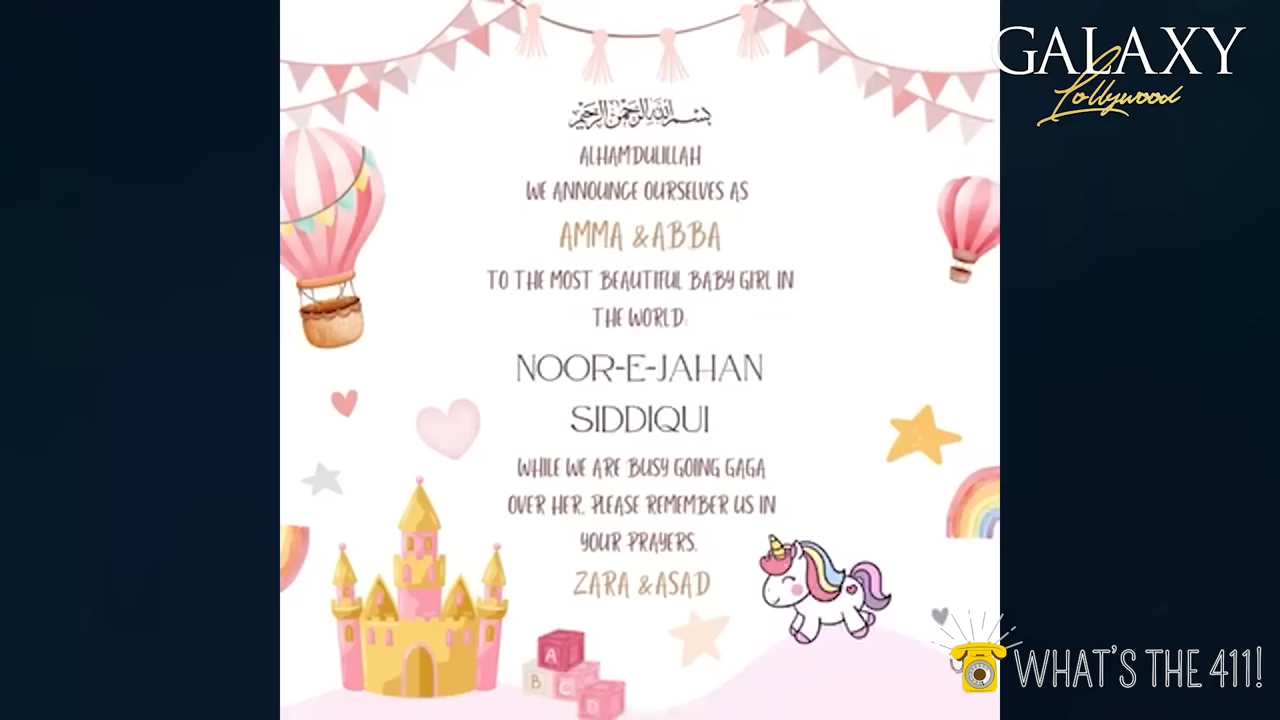 GALAXY
Lollywood
بسم الله الرحمن الرحيم
ALHAMDULILLAH
WE ANNOUNCE OURSELVES AS
AMMA & ABBA
TO THE MOST BEAUTIFUL BABY GIRL IN
THE WORLD:
NOOR-E-JAHAN
SIDDIQUI
WHILE WE ARE BUSY GOING GAGA
OVER HER, PLEASE REMEMBER US IN
YOUR PRAYERS.
ZARA & ASAD
A
B C
D
WHAT'S THE 411!